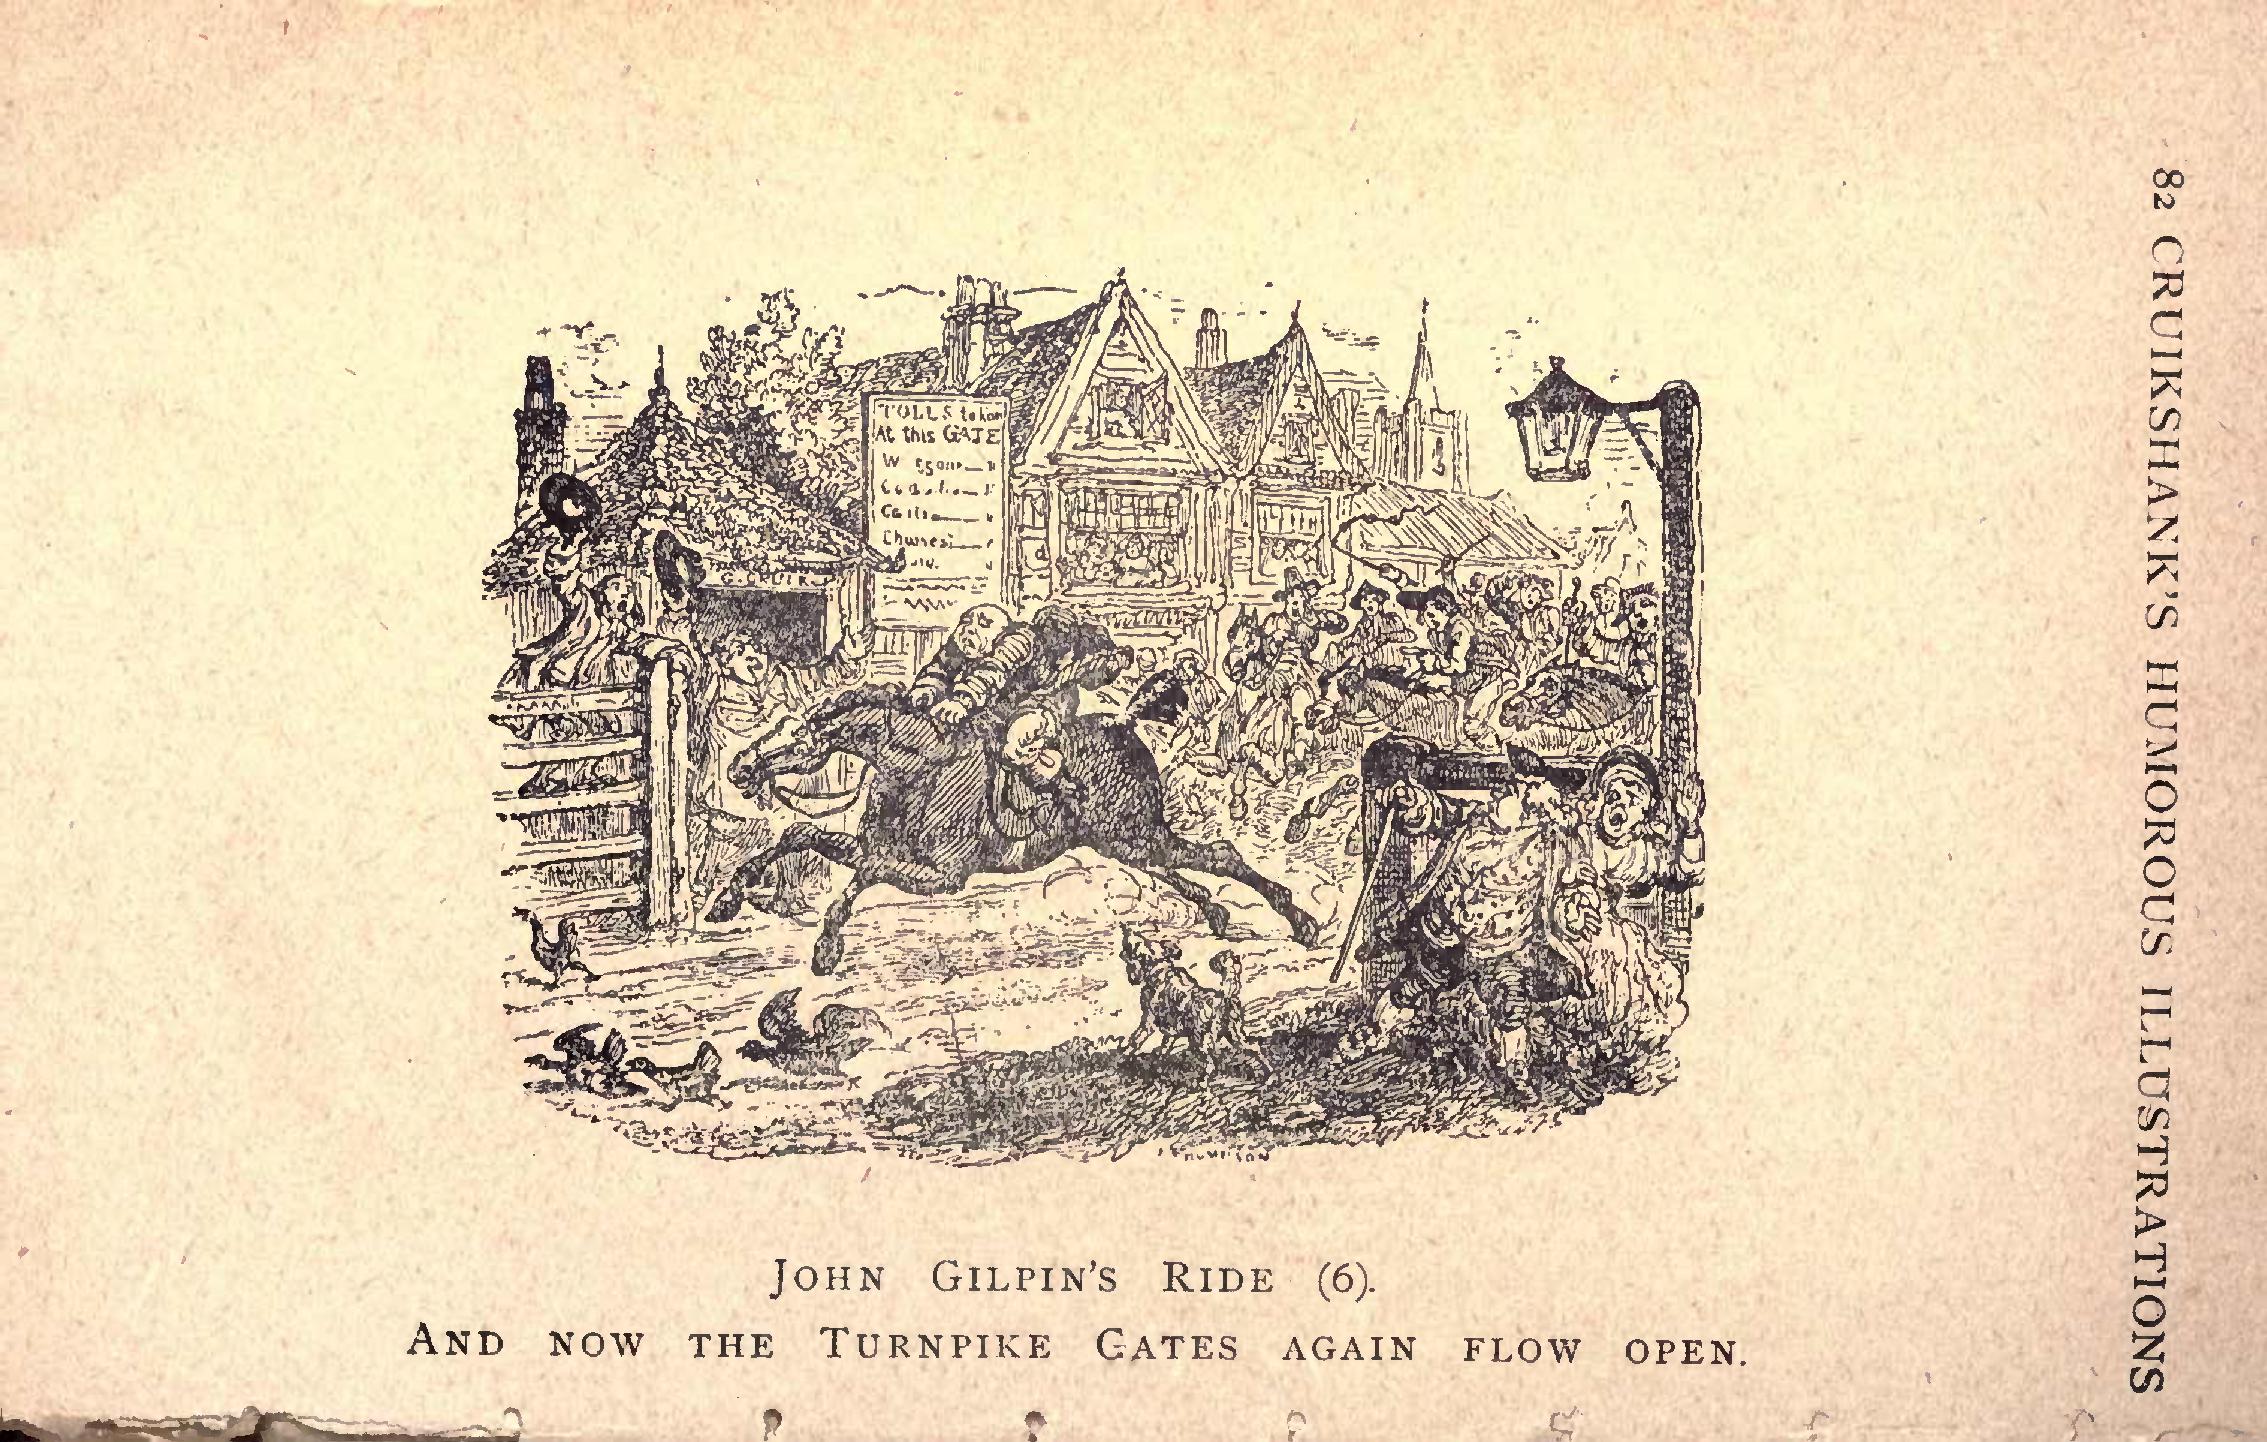 82 CRUIKSHANK'S HUMOROUS ILLUSTRATIONS
TOLLS taken
At this GATE
G. CRUIK
JOHN GILPIN'S RIDE (6).
AND NOW THE TURNPIKE GATES AGAIN FLOW OPEN.